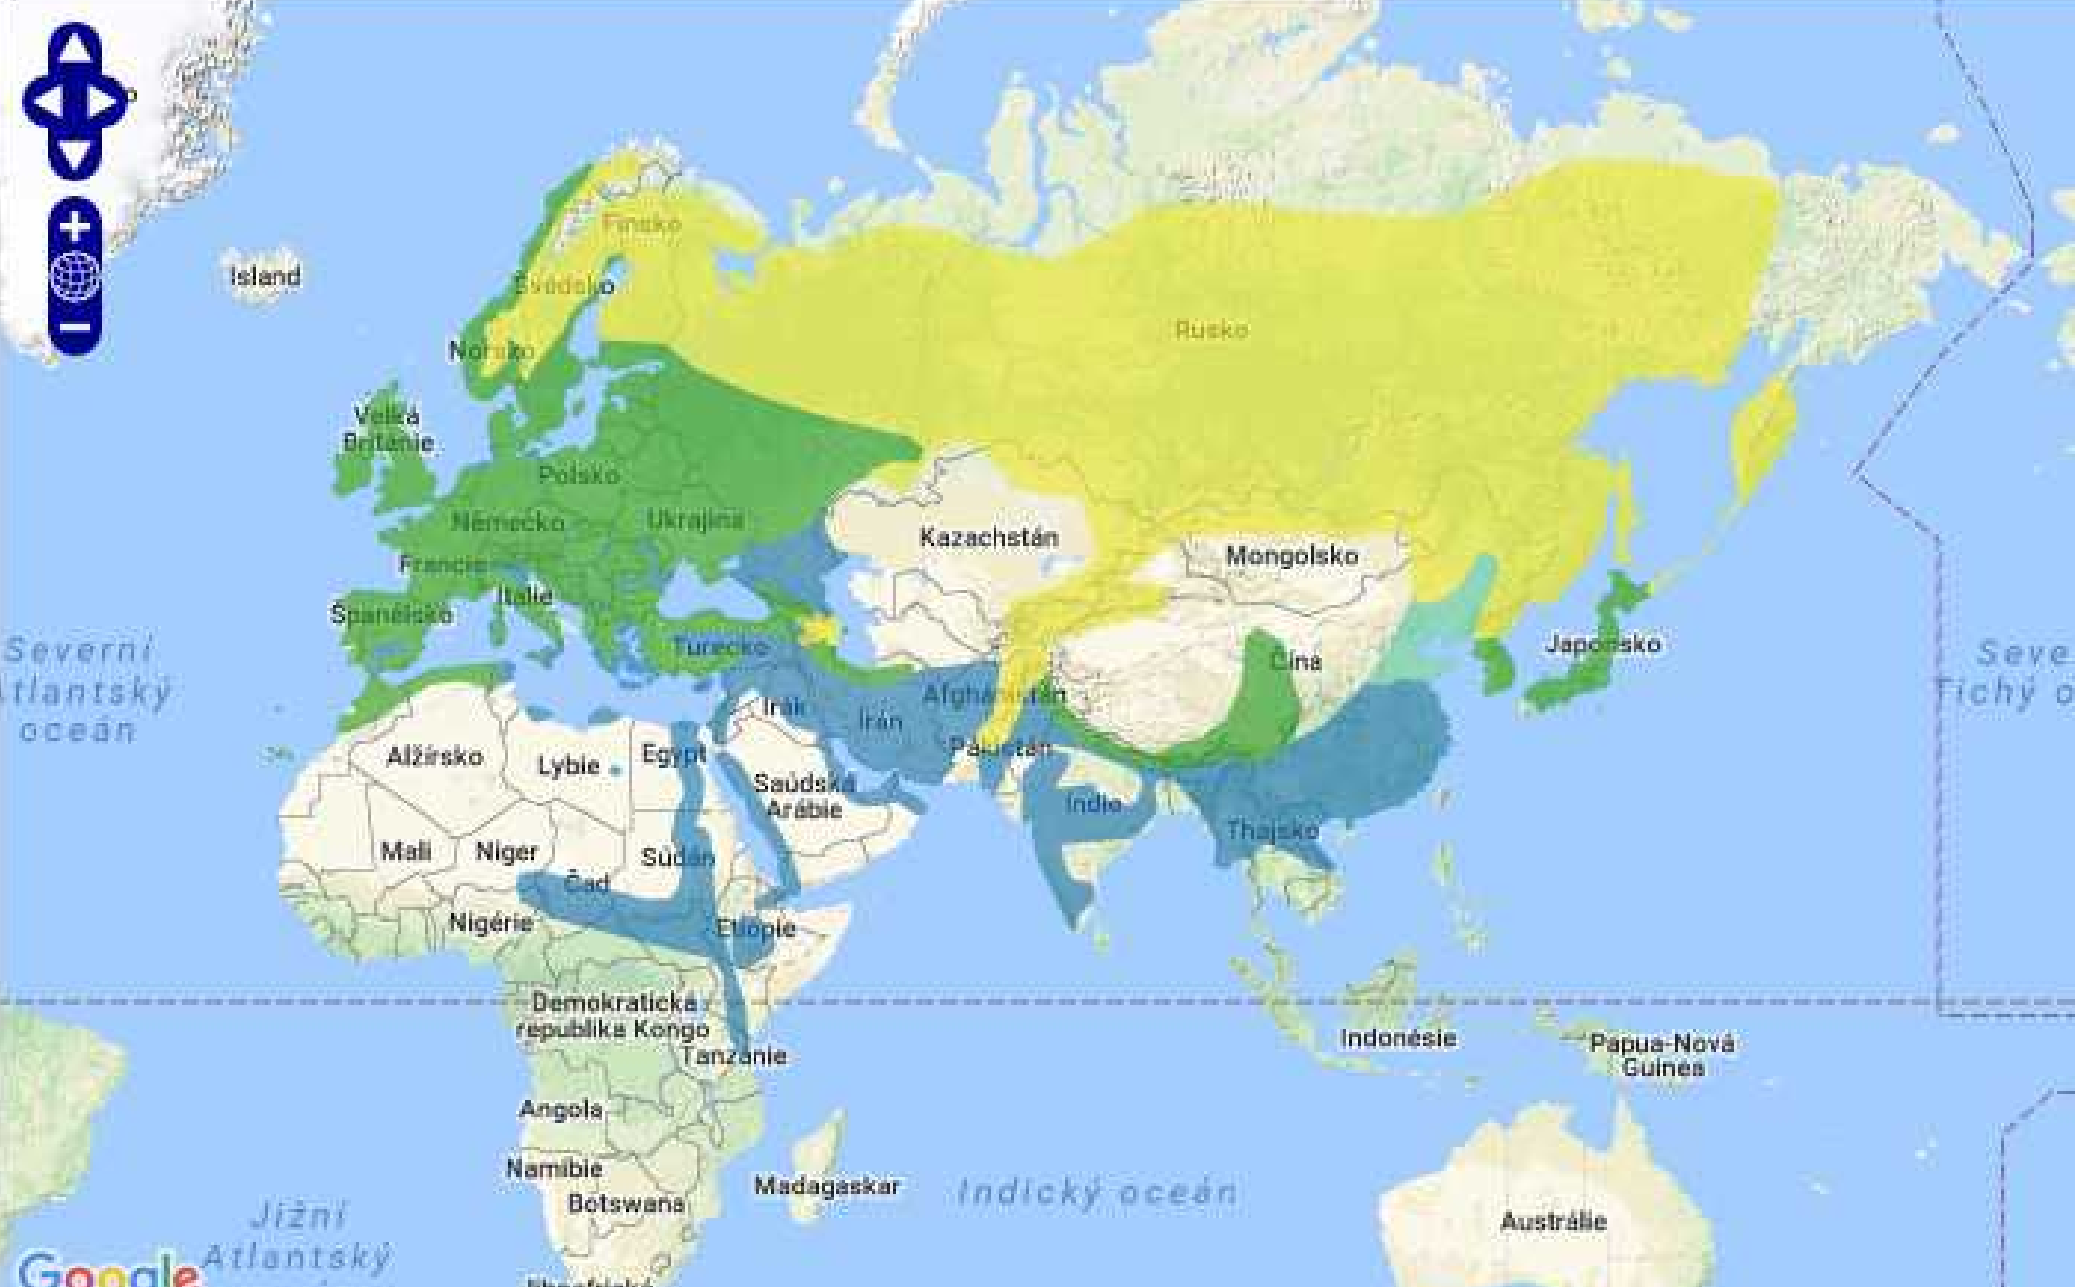 Island
Finsko
Švédsko
Norsko
Rusko
Velká
Británie
Polsko
Německo
Ukrajina
Francie
Kazachstán
Mongolsko
Itálie
Španělsko
Turecko
Japonsko
Čína
Severní
Atlantský
oceán
Seve
Tichý o
Afghánistán
Irák
Írán
Pákistán
Alžírsko
Lybie
Egypt
Saúdská
Arábie
Indie
Thajsko
Mali
Niger
Súdán
Čad
Nigérie
Etiopie
Demokratická
republika Kongo
Tanzanie
Indonésie
Papua-Nová
Guinea
Angola
Namibie
Botswana
Madagaskar
Indický oceán
Austrálie
Jižní
Atlantský
Google